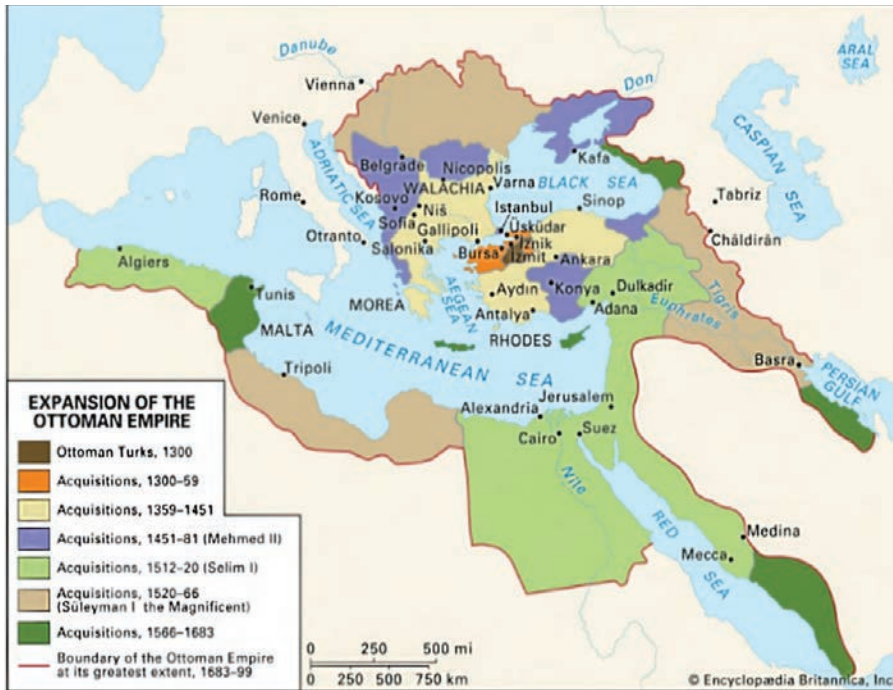 Danube
Vienna
Venice
ADRIATIC SEA
Rome
Otranto
Belgrade
Nicopolis
WALACHIA
Varna
Kosovo
Niš
Sofia
Gallipoli
Salonika
Istanbul
Üsküdar
İznik
İzmit
Bursa
Ankara
BLACK SEA
Sinop
Kafa
Don
ARAL
SEA
CASPIAN SEA
Tabriz
Chāldirān
Algiers
Tunis
MALTA
Tripoli
MOREA
AEGEAN
SEA
Aydın
Konya
Antalya
Adana
Dulkadir
Euphrates
Tigris
RHODES
MEDITERRANEAN SEA
Basra
PERSIAN
GULF
Jerusalem
Alexandria
Cairo
Suez
Nile
RED
SEA
Medina
Mecca
EXPANSION OF THE
OTTOMAN EMPIRE
Ottoman Turks, 1300
Acquisitions, 1300–59
Acquisitions, 1359–1451
Acquisitions, 1451–81 (Mehmed II)
Acquisitions, 1512–20 (Selim I)
Acquisitions, 1520–66
(Süleyman I the Magnificent)
Acquisitions, 1566–1683
Boundary of the Ottoman Empire
at its greatest extent, 1683–99
0 250 500 mi
0 250 500 750 km
© Encyclopædia Britannica, Inc